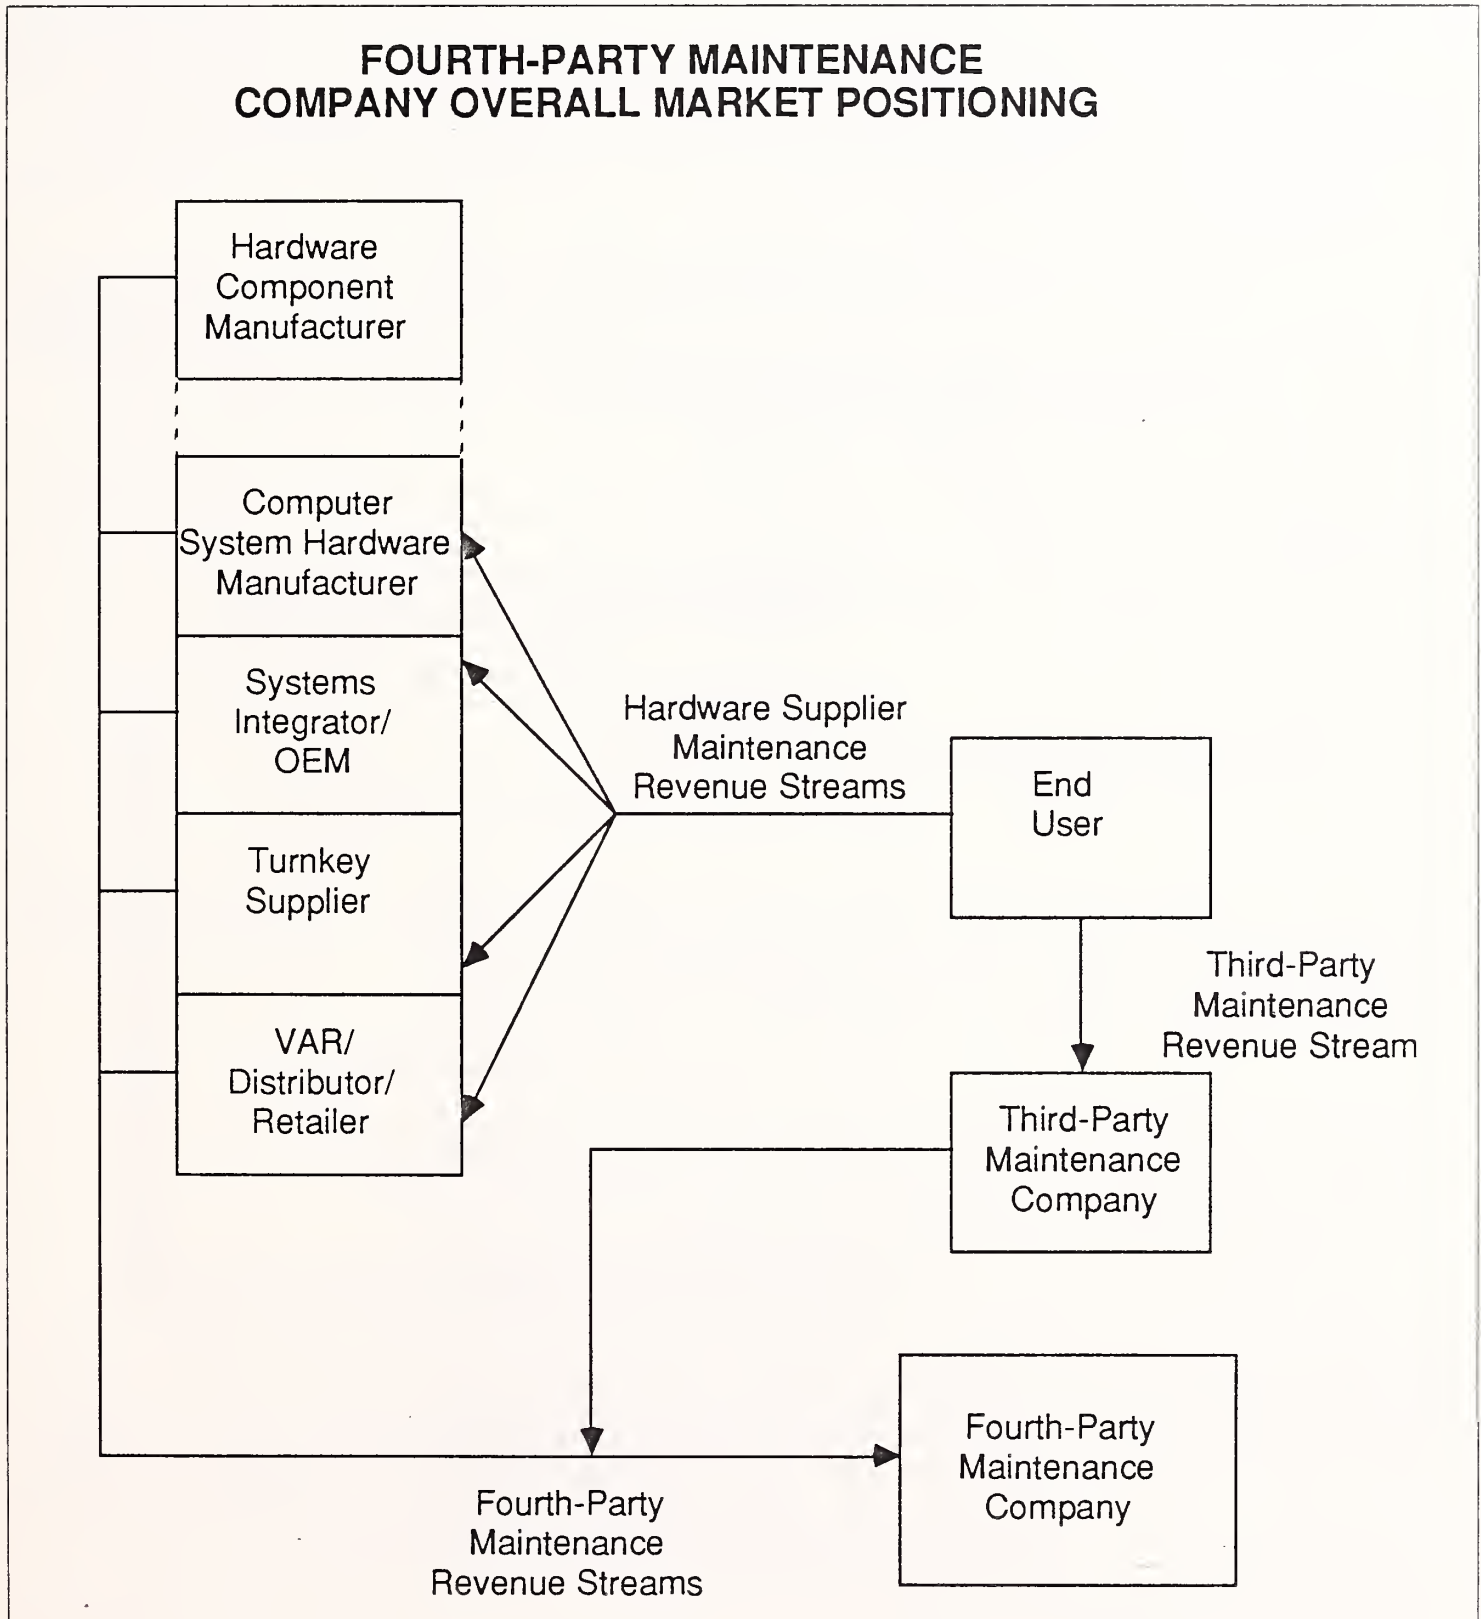 FOURTH-PARTY MAINTENANCE
COMPANY OVERALL MARKET POSITIONING
Hardware
Component
Manufacturer
Computer
System Hardware
Manufacturer
Systems
Integrator/
OEM
Turnkey
Supplier
VAR/
Distributor/
Retailer
Hardware Supplier
Maintenance
Revenue Streams
End
User
Third-Party
Maintenance
Revenue Stream
Third-Party
Maintenance
Company
Fourth-Party
Maintenance
Company
Fourth-Party
Maintenance
Revenue Streams